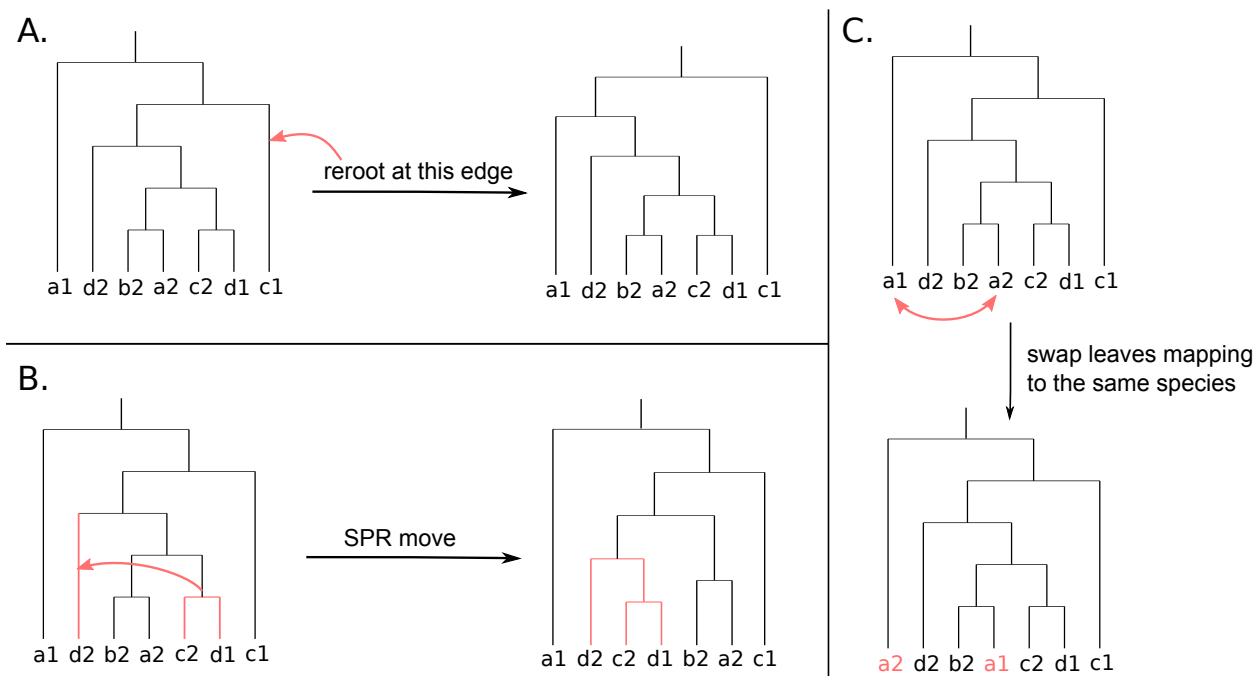 A.
reroot at this edge
a1 d2 b2 a2 c2 d1 c1
a1 d2 b2 a2 c2 d1 c1
B.
SPR move
a1 d2 b2 a2 c2 d1 c1
a1 d2 c2 d1 b2 a2 c1
C.
a1 d2 b2 a2 c2 d1 c1
swap leaves mapping
to the same species
a2 d2 b2 a1 c2 d1 c1